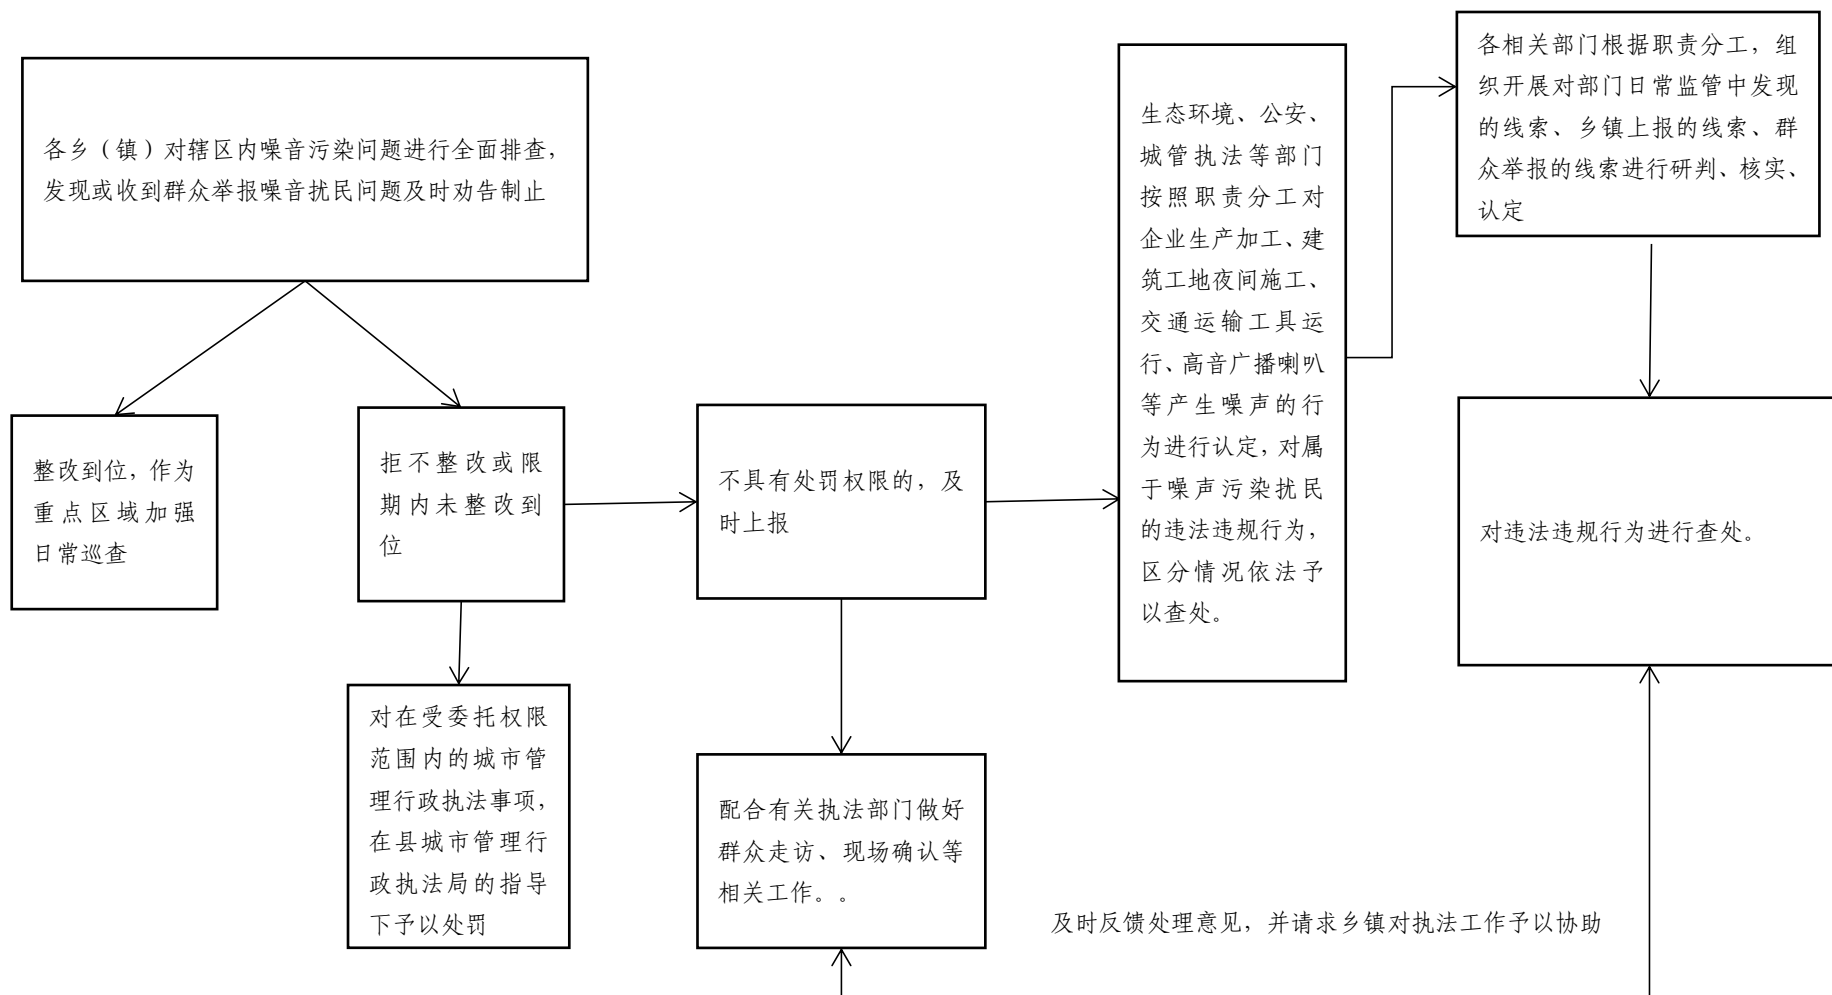 各乡（镇）对辖区内噪音污染问题进行全面排查，
发现或收到群众举报噪音扰民问题及时劝告制止
整改到位，作为
重点区域加强
日常巡查
拒不整改或限
期内未整改到
位
对在受委托权限
范围内的城市管
理行政执法事项，
在县城市管理行
政执法局的指导
下予以处罚
不具有处罚权限的，及
时上报
配合有关执法部门做好
群众走访、现场确认等
相关工作。。
生态环境、公安、
城管执法等部门
按照职责分工对
企业生产加工、建
筑工地夜间施工、
交通运输工具运
行、高音广播喇叭
等产生噪声的行
为进行认定，对属
于噪声污染扰民
的违法违规行为，
区分情况依法予
以查处。
各相关部门根据职责分工，组
织开展对部门日常监管中发现
的线索、乡镇上报的线索、群
众举报的线索进行研判、核实、
认定
对违法违规行为进行查处。
及时反馈处理意见，并请求乡镇对执法工作予以协助